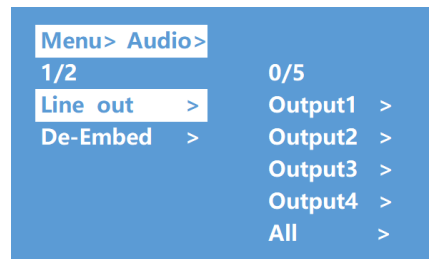 Menu> Audio>
1/2 0/5
Line out > Output1 >
De-Embed > Output2 >
Output3 >
Output4 >
All >